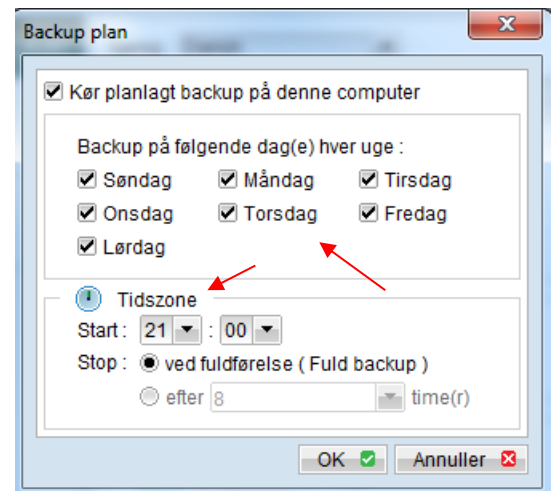 Backup plan
Kør planlagt backup på denne computer
Backup på følgende dag(e) hver uge :
Søndag Måndag Tirsdag
Onsdag Torsdag Fredag
Lørdag
Tidszone
Start : 21 : 00
Stop : ved fuldførelse ( Fuld backup )
efter 8 time(r)
OK Annuller